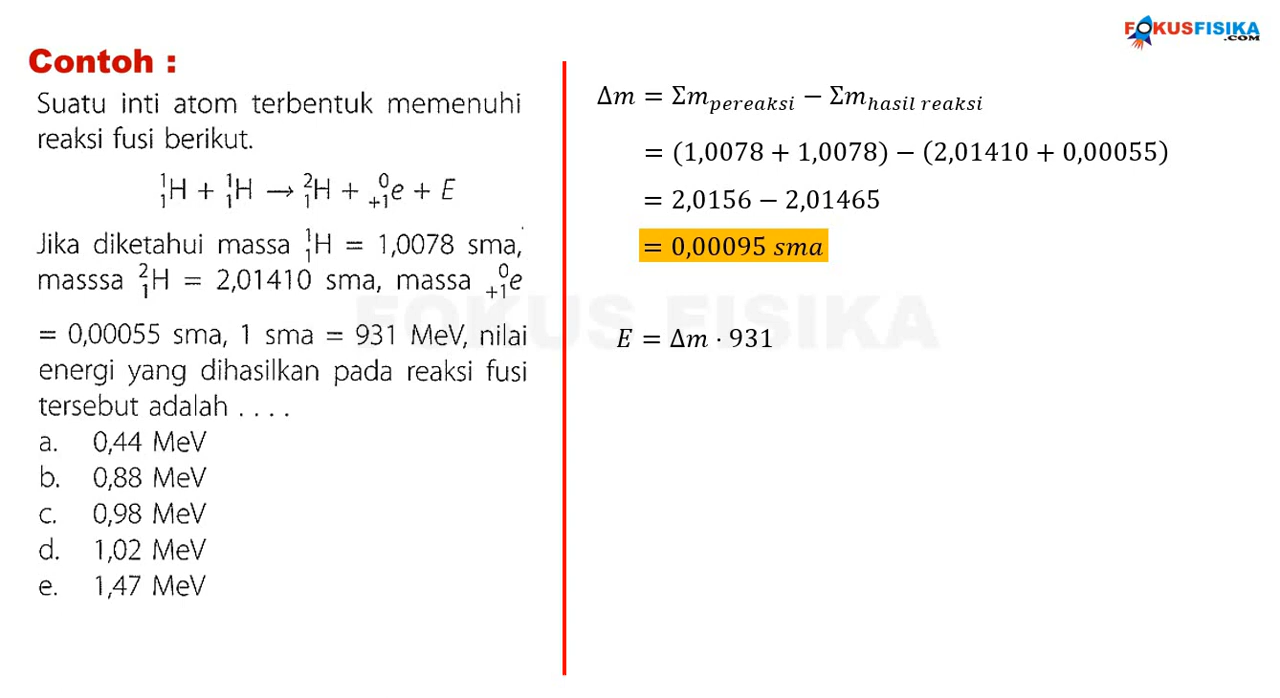 FOKUSFISIKA
.COM
Contoh :
Suatu inti atom terbentuk memenuhi
reaksi fusi berikut.
¹₁H + ¹₁H → ²₁H + ⁰₊₁e + E
Jika diketahui massa ¹₁H = 1,0078 sma,
masssa ²₁H = 2,01410 sma, massa ⁰₊₁e
= 0,00055 sma, 1 sma = 931 MeV, nilai
energi yang dihasilkan pada reaksi fusi
tersebut adalah . . . .
a. 0,44 MeV
b. 0,88 MeV
c. 0,98 MeV
d. 1,02 MeV
e. 1,47 MeV
Δm = Σm_pereaksi − Σm_hasil reaksi
= (1,0078 + 1,0078) − (2,01410 + 0,00055)
= 2,0156 − 2,01465
= 0,00095 sma
E = Δm · 931
FOKUS FISIKA